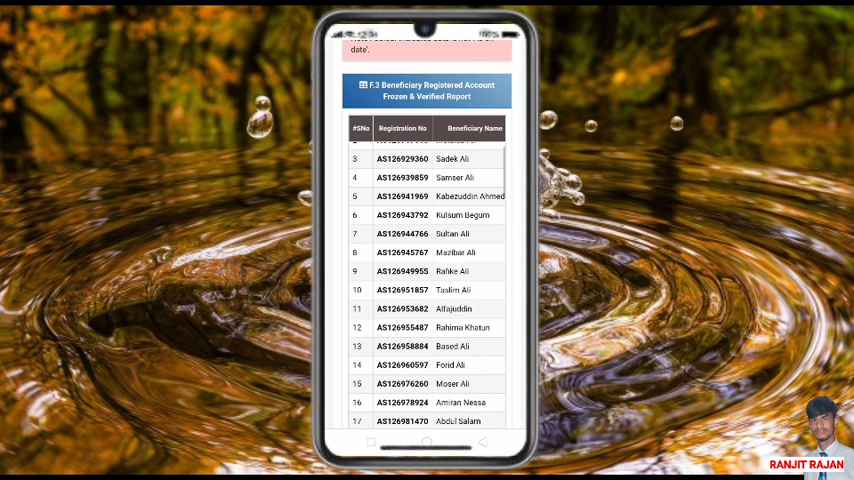 100%
date'.
F.3 Beneficiary Registered Account
Frozen & Verified Report
#SNo Registration No Beneficiary Name
3 AS126929360 Sadek Ali
4 AS126939859 Samser Ali
5 AS126941969 Kabezuddin Ahmed
6 AS126943792 Kulsum Begum
7 AS126944766 Sultan Ali
8 AS126945767 Mazibar Ali
9 AS126949955 Rafike Ali
10 AS126951857 Taslim Ali
11 AS126953682 Alfajuddin
12 AS126955487 Rahima Khatun
13 AS126958884 Based Ali
14 AS126960597 Forid Ali
15 AS126976260 Moser Ali
16 AS126978924 Amiran Nessa
17 AS126981470 Abdul Salam
RANJIT RAJAN